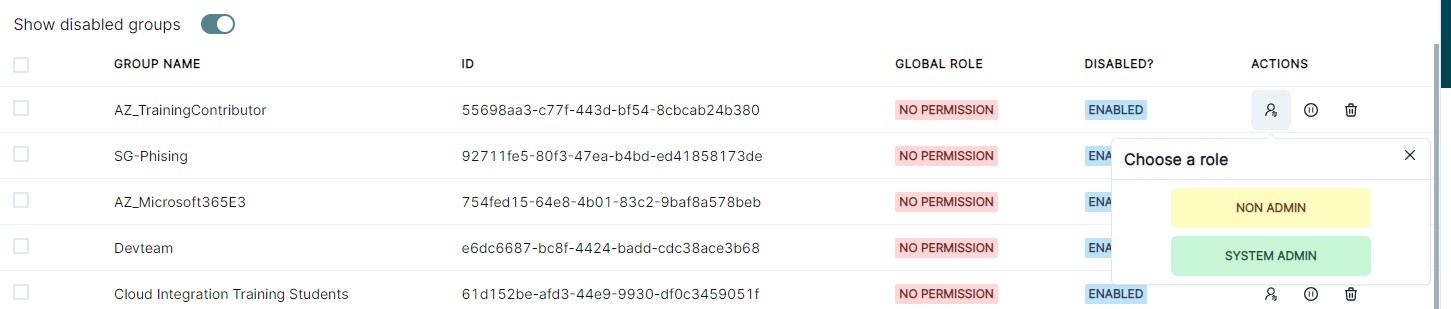 Show disabled groups
GROUP NAME ID GLOBAL ROLE DISABLED? ACTIONS
AZ_TrainingContributor 55698aa3-c77f-443d-bf54-8cbcab24b380 NO PERMISSION ENABLED
SG-Phising 92711fe5-80f3-47ea-b4bd-ed41858173de NO PERMISSION ENA
Choose a role
AZ_Microsoft365E3 754fed15-64e8-4b01-83c2-9baf8a578beb NO PERMISSION ENA
NON ADMIN
Devteam e6dc6687-bc8f-4424-badd-cdc38ace3b68 NO PERMISSION ENA
SYSTEM ADMIN
Cloud Integration Training Students 61d152be-afd3-44e9-9930-df0c3459051f NO PERMISSION ENABLED